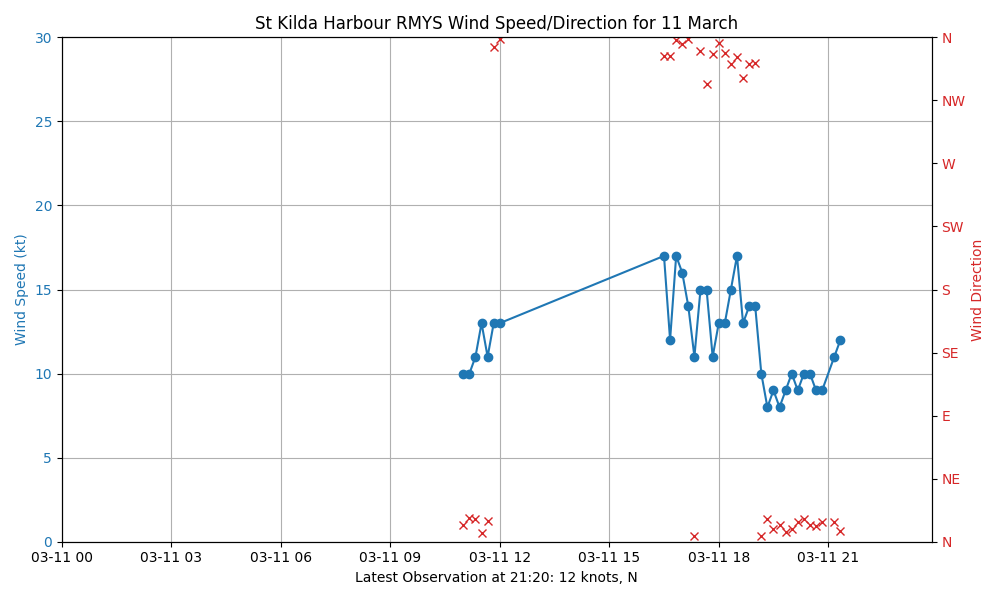 St Kilda Harbour RMYS Wind Speed/Direction for 11 March
30
25
20
15
10
5
0
Wind Speed (kt)
N
NW
W
SW
S
SE
E
NE
N
Wind Direction
03-11 00
03-11 03
03-11 06
03-11 09
03-11 12
03-11 15
03-11 18
03-11 21
Latest Observation at 21:20: 12 knots, N